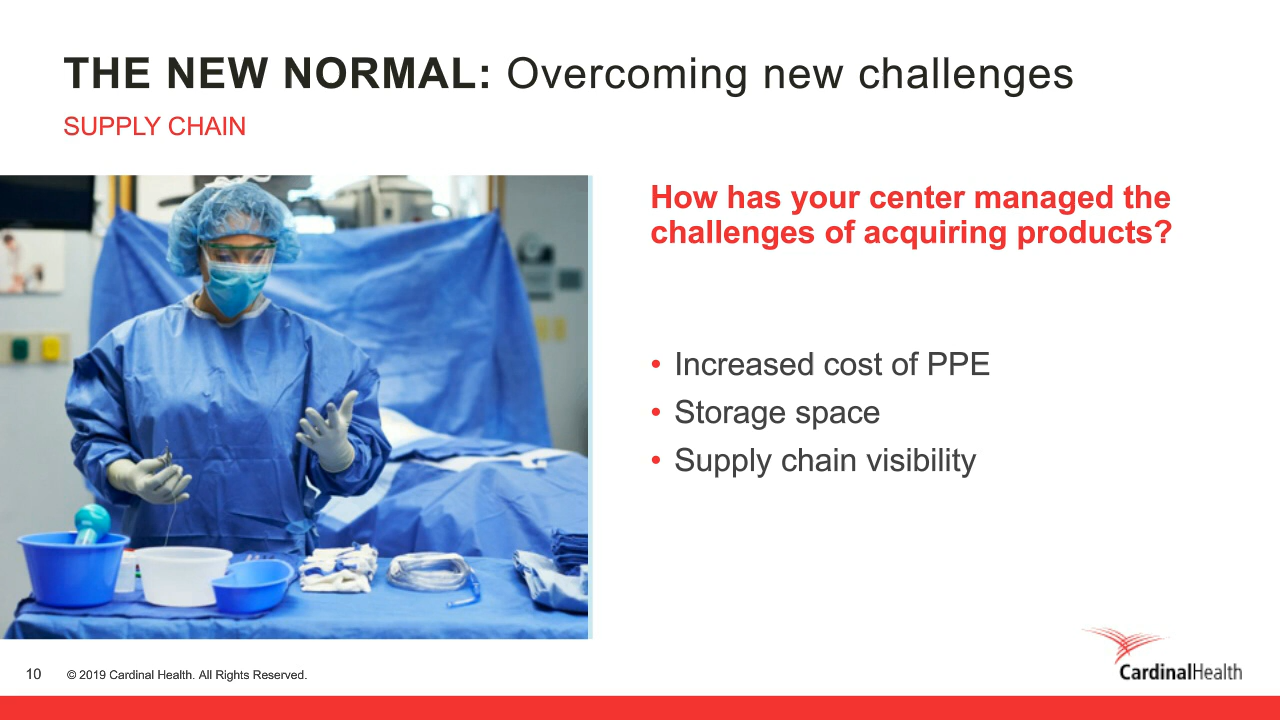 THE NEW NORMAL: Overcoming new challenges
SUPPLY CHAIN
How has your center managed the
challenges of acquiring products?
• Increased cost of PPE
• Storage space
• Supply chain visibility
10 © 2019 Cardinal Health. All Rights Reserved.
CardinalHealth